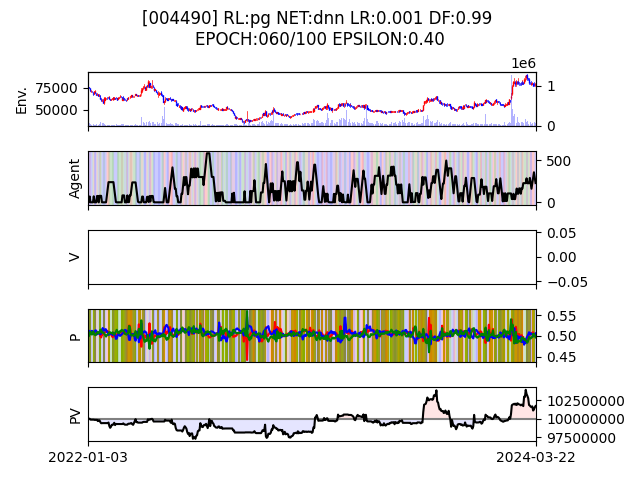 [004490] RL:pg NET:dnn LR:0.001 DF:0.99
EPOCH:060/100 EPSILON:0.40
1e6
Env.
75000
50000
1
0
Agent
500
0
V
0.05
0.00
−0.05
P
0.55
0.50
0.45
PV
102500000
100000000
97500000
2022-01-03
2024-03-22